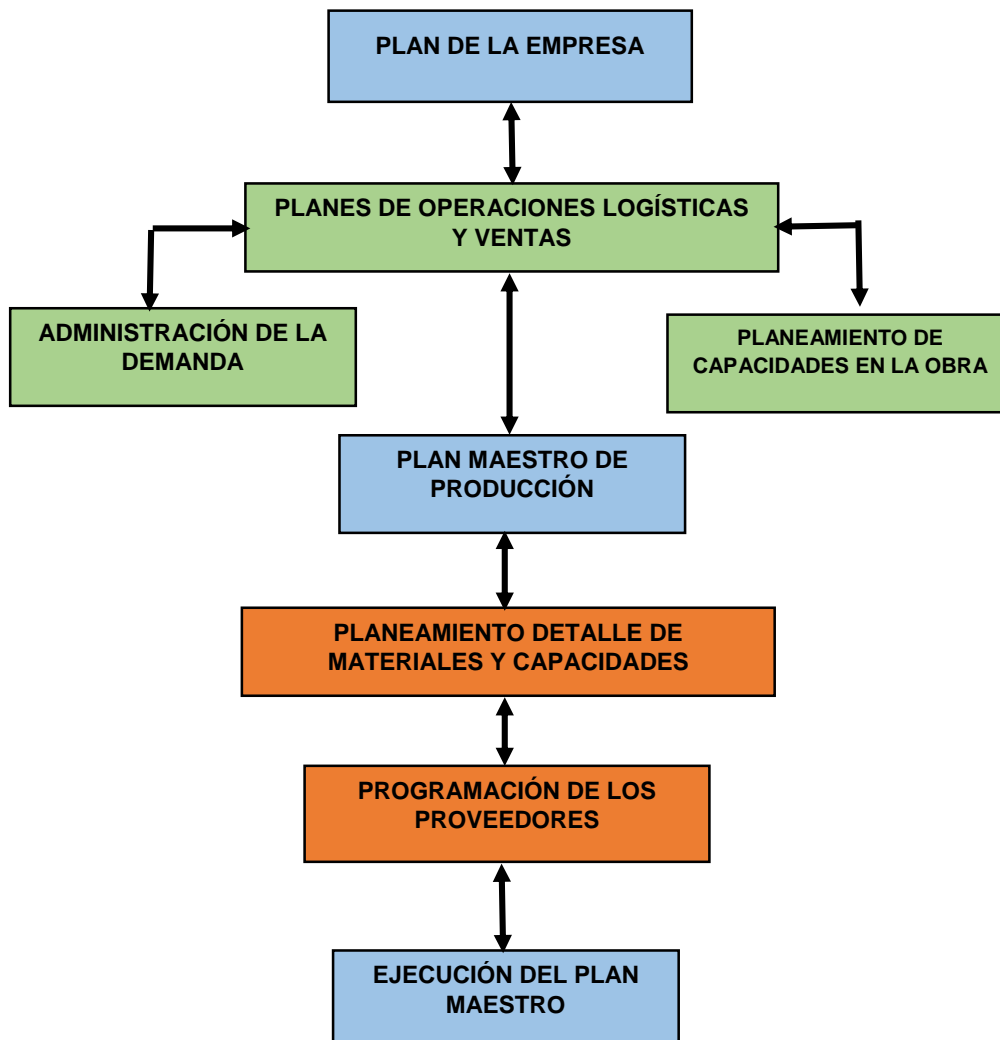 PLAN DE LA EMPRESA
PLANES DE OPERACIONES LOGÍSTICAS
Y VENTAS
ADMINISTRACIÓN DE LA
DEMANDA
PLANEAMIENTO DE
CAPACIDADES EN LA OBRA
PLAN MAESTRO DE
PRODUCCIÓN
PLANEAMIENTO DETALLE DE
MATERIALES Y CAPACIDADES
PROGRAMACIÓN DE LOS
PROVEEDORES
EJECUCIÓN DEL PLAN
MAESTRO